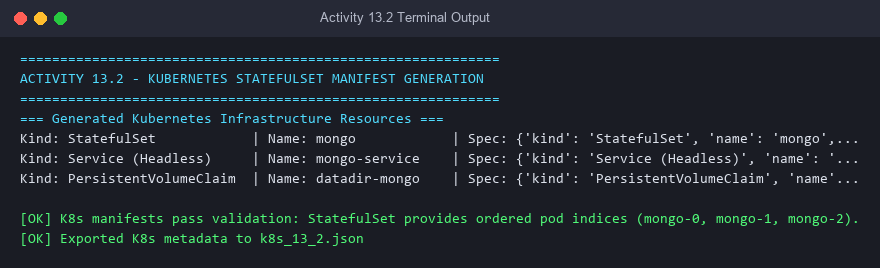 Activity 13.2 Terminal Output
============================================================
ACTIVITY 13.2 - KUBERNETES STATEFULSET MANIFEST GENERATION
============================================================
=== Generated Kubernetes Infrastructure Resources ===
Kind: StatefulSet            | Name: mongo            | Spec: {'kind': 'StatefulSet', 'name': 'mongo',...
Kind: Service (Headless)     | Name: mongo-service    | Spec: {'kind': 'Service (Headless)', 'name': '...
Kind: PersistentVolumeClaim  | Name: datadir-mongo    | Spec: {'kind': 'PersistentVolumeClaim', 'name'...
[OK] K8s manifests pass validation: StatefulSet provides ordered pod indices (mongo-0, mongo-1, mongo-2).
[OK] Exported K8s metadata to k8s_13_2.json